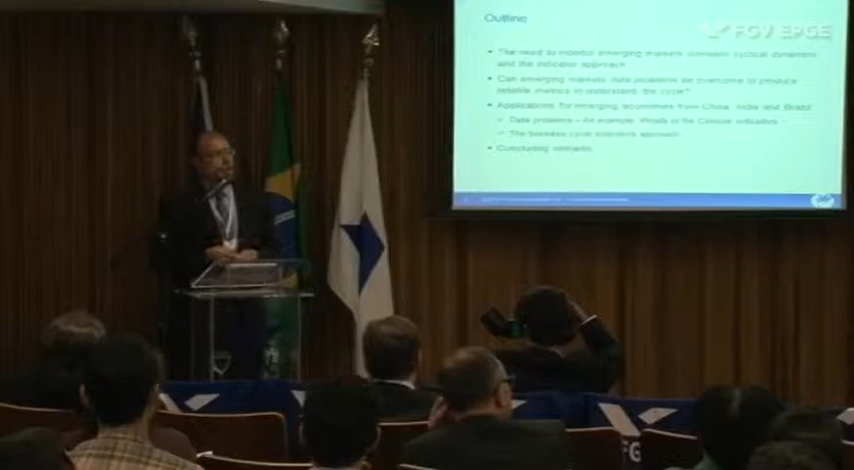 Outline
FGV EPGE
• The need to monitor emerging markets economic cyclical dynamics
and the indicator approach
• Can emerging markets data problems be overcome to produce
reliable metrics to understand the cycle?
• Applications for emerging economies from China, India and Brazil
✓ Data problems – An example: Proofs of the Chinese indicators
✓ The business cycle indicators approach
• Concluding remarks
FG